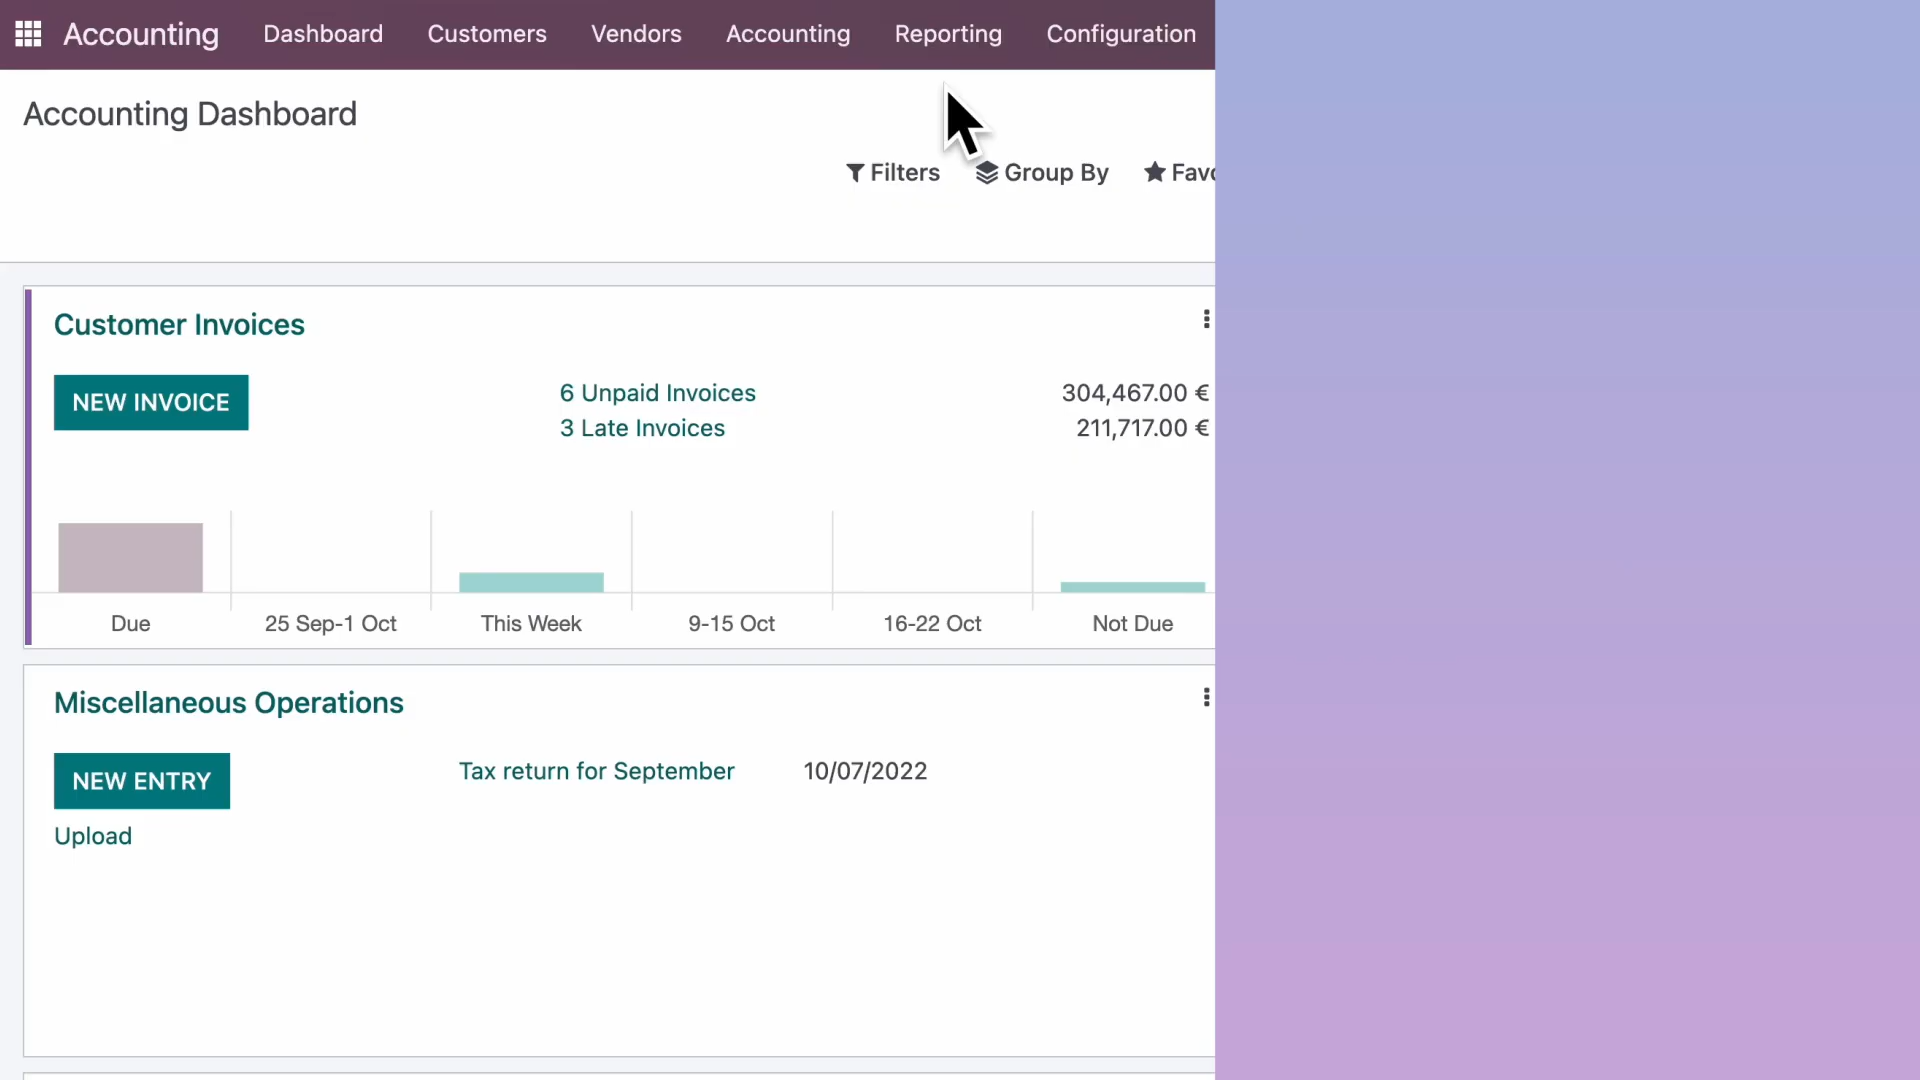 Accounting Dashboard Customers Vendors Accounting Reporting Configuration
Accounting Dashboard
Filters Group By Favo
Customer Invoices
NEW INVOICE 6 Unpaid Invoices 304,467.00 €
3 Late Invoices 211,717.00 €
Due 25 Sep-1 Oct This Week 9-15 Oct 16-22 Oct Not Due
Miscellaneous Operations
NEW ENTRY Tax return for September 10/07/2022
Upload